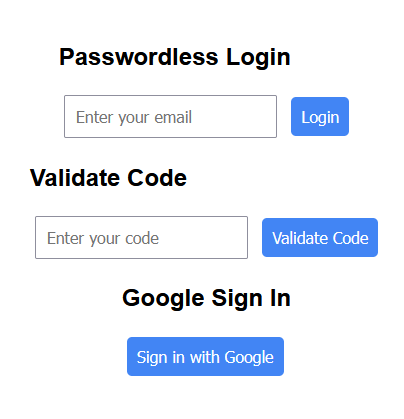 Passwordless Login
Enter your email Login
Validate Code
Enter your code Validate Code
Google Sign In
Sign in with Google